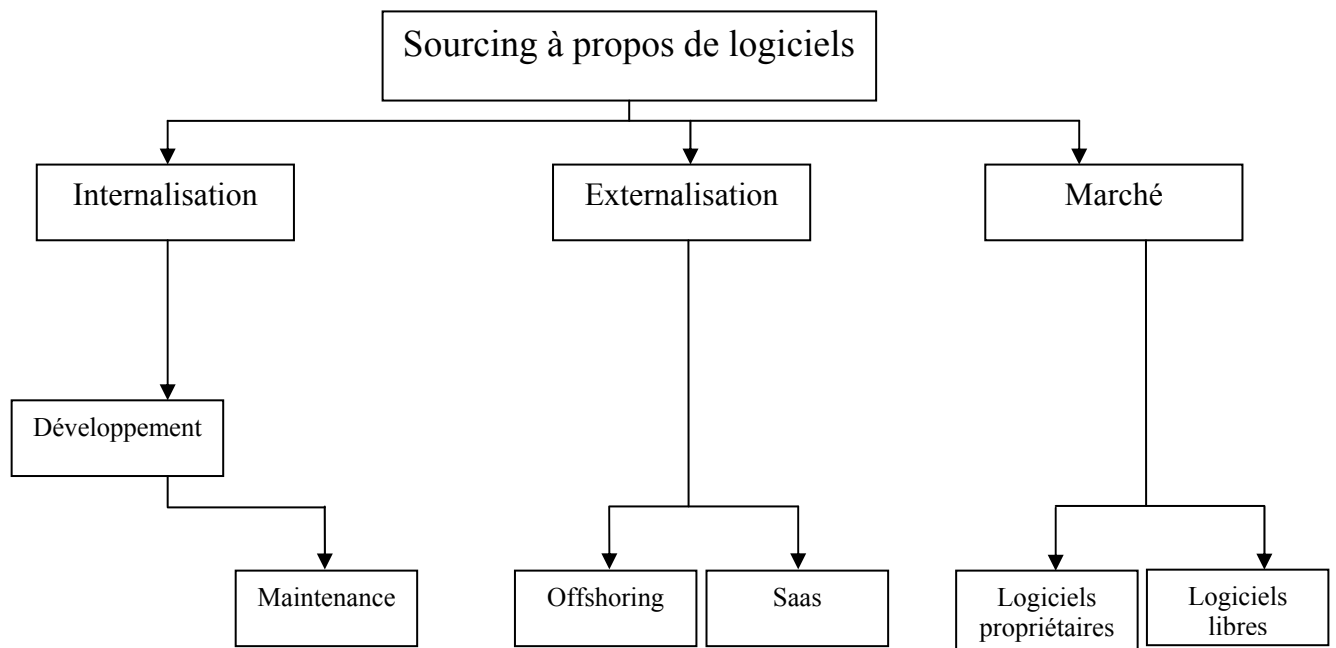 Sourcing à propos de logiciels
Internalisation
Externalisation
Marché
Développement
Maintenance
Offshoring
Saas
Logiciels
propriétaires
Logiciels
libres